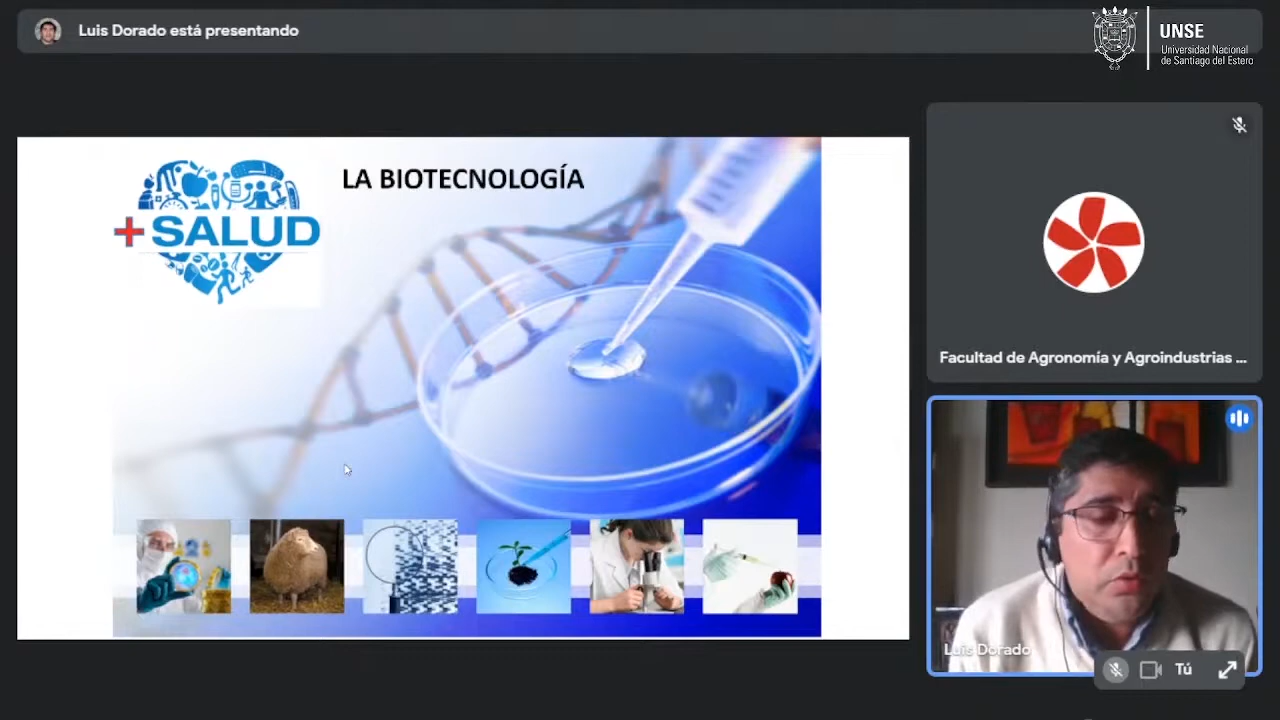 Luis Dorado está presentando
UNSE
Universidad Nacional
de Santiago del Estero
LA BIOTECNOLOGÍA
+SALUD
Facultad de Agronomía y Agroindustrias ...
Luis Dorado
Tú